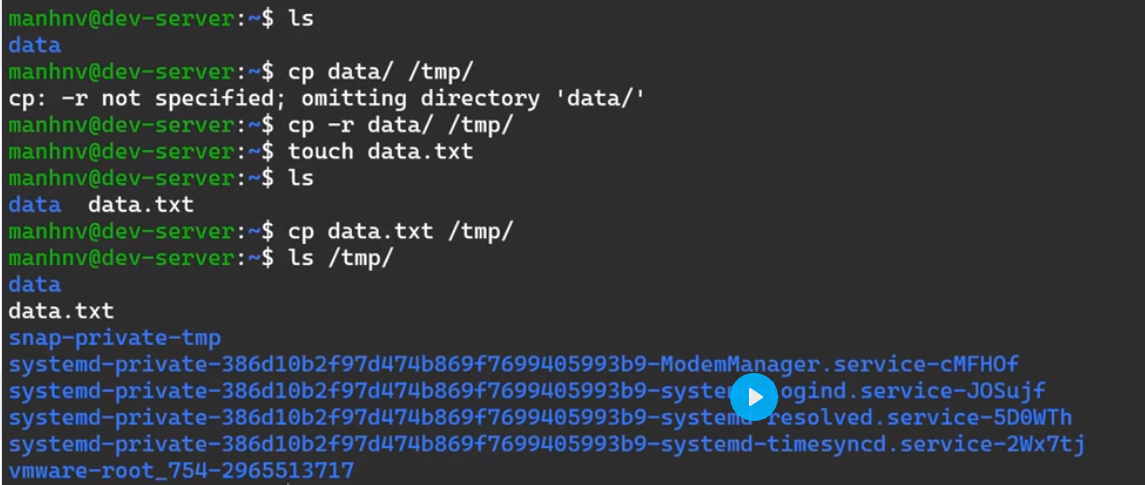 manhnv@dev-server:~$ ls
data
manhnv@dev-server:~$ cp data/ /tmp/
cp: -r not specified; omitting directory 'data/'
manhnv@dev-server:~$ cp -r data/ /tmp/
manhnv@dev-server:~$ touch data.txt
manhnv@dev-server:~$ ls
data  data.txt
manhnv@dev-server:~$ cp data.txt /tmp/
manhnv@dev-server:~$ ls /tmp/
data
data.txt
snap-private-tmp
systemd-private-386d10b2f97d474b869f7699405993b9-ModemManager.service-cMFHOf
systemd-private-386d10b2f97d474b869f7699405993b9-systemd-logind.service-JOSujf
systemd-private-386d10b2f97d474b869f7699405993b9-systemd-resolved.service-5D0WTh
systemd-private-386d10b2f97d474b869f7699405993b9-systemd-timesyncd.service-2Wx7tj
vmware-root_754-2965513717